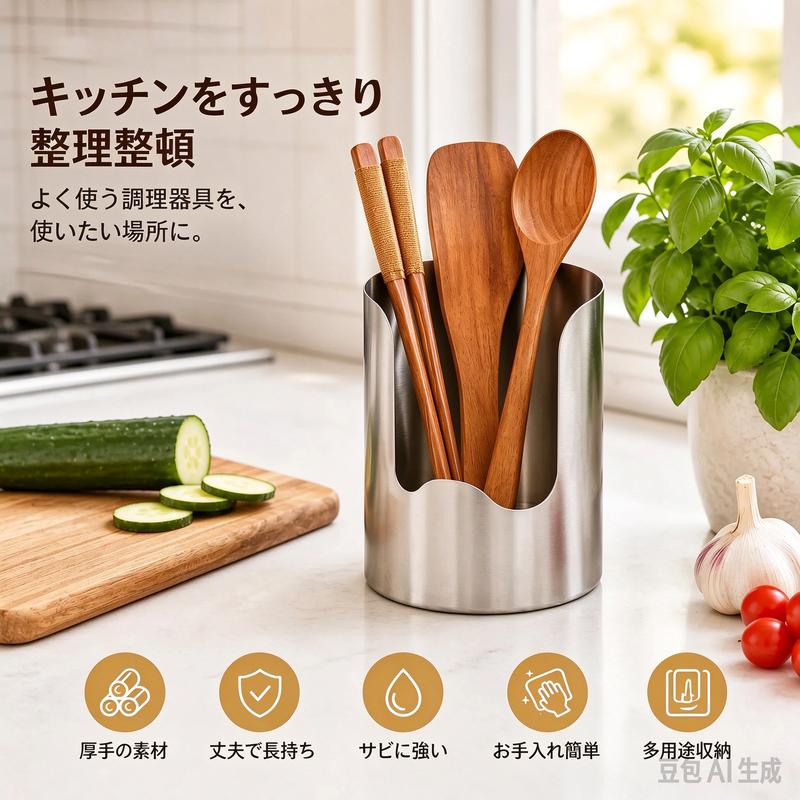 キッチンをすっきり
整理整頓
よく使う調理器具を、
使いたい場所に。
厚手の素材
丈夫で長持ち
サビに強い
お手入れ簡単
多用途収納
豆包 AI 生成